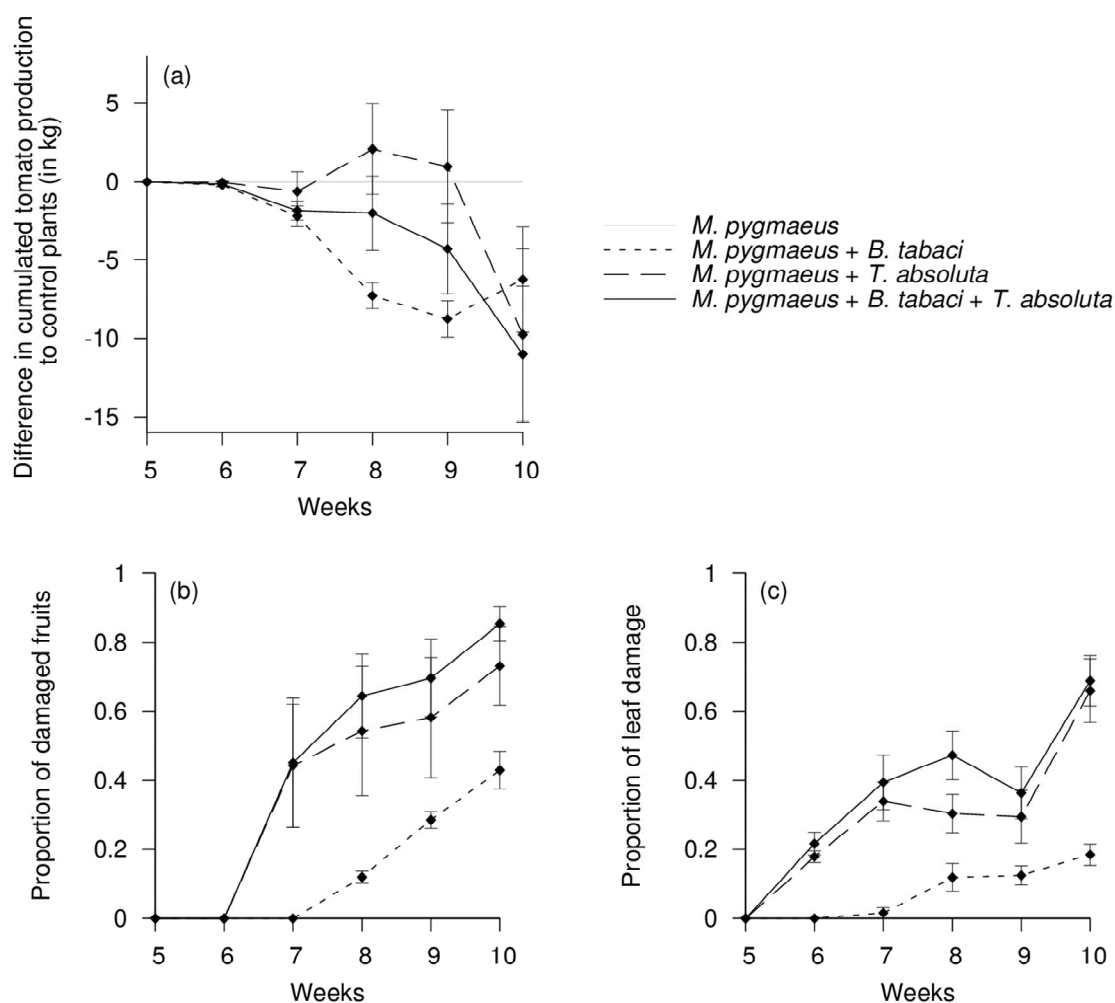 (a)
Difference in cumulated tomato production
to control plants (in kg)
5
0
-5
-10
-15
5 6 7 8 9 10
Weeks
M. pygmaeus
M. pygmaeus + B. tabaci
M. pygmaeus + T. absoluta
M. pygmaeus + B. tabaci + T. absoluta
(b)
Proportion of damaged fruits
1
0.8
0.6
0.4
0.2
0
5 6 7 8 9 10
Weeks
(c)
Proportion of leaf damage
1
0.8
0.6
0.4
0.2
0
5 6 7 8 9 10
Weeks